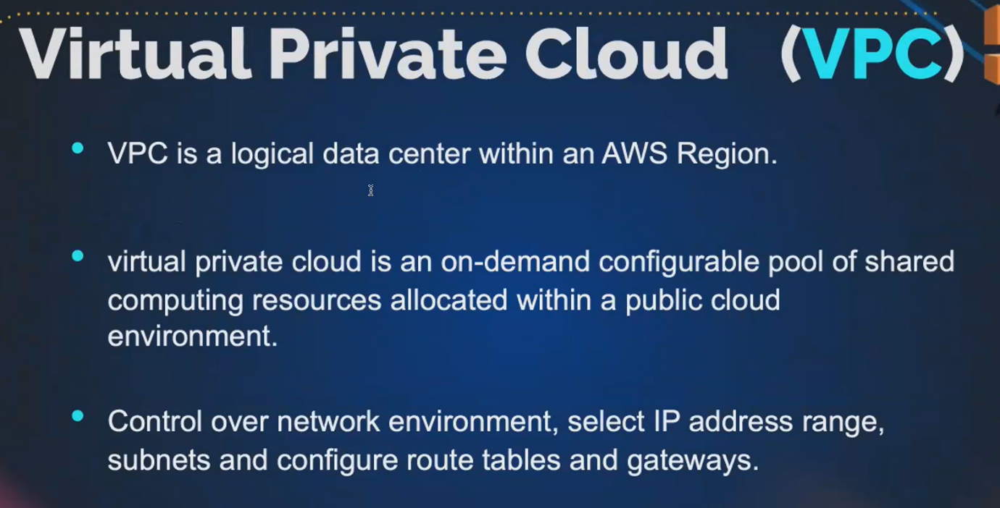 Virtual Private Cloud (VPC)
VPC is a logical data center within an AWS Region.
virtual private cloud is an on-demand configurable pool of shared
computing resources allocated within a public cloud
environment.
Control over network environment, select IP address range,
subnets and configure route tables and gateways.